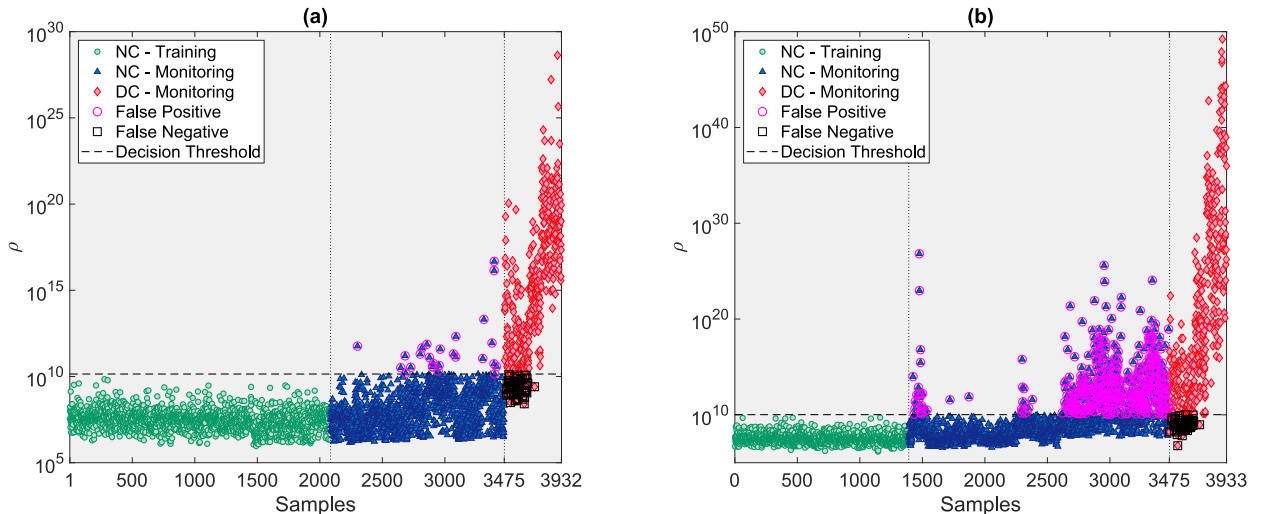 (a)
10^30
10^25
10^20
10^15
10^10
10^5
ρ
NC - Training
NC - Monitoring
DC - Monitoring
False Positive
False Negative
Decision Threshold
1 500 1000 1500 2000 2500 3000 3475 3932
Samples
(b)
10^50
10^40
10^30
10^20
10^10
ρ
NC - Training
NC - Monitoring
DC - Monitoring
False Positive
False Negative
Decision Threshold
0 500 1000 1500 2000 2500 3000 3475 3933
Samples